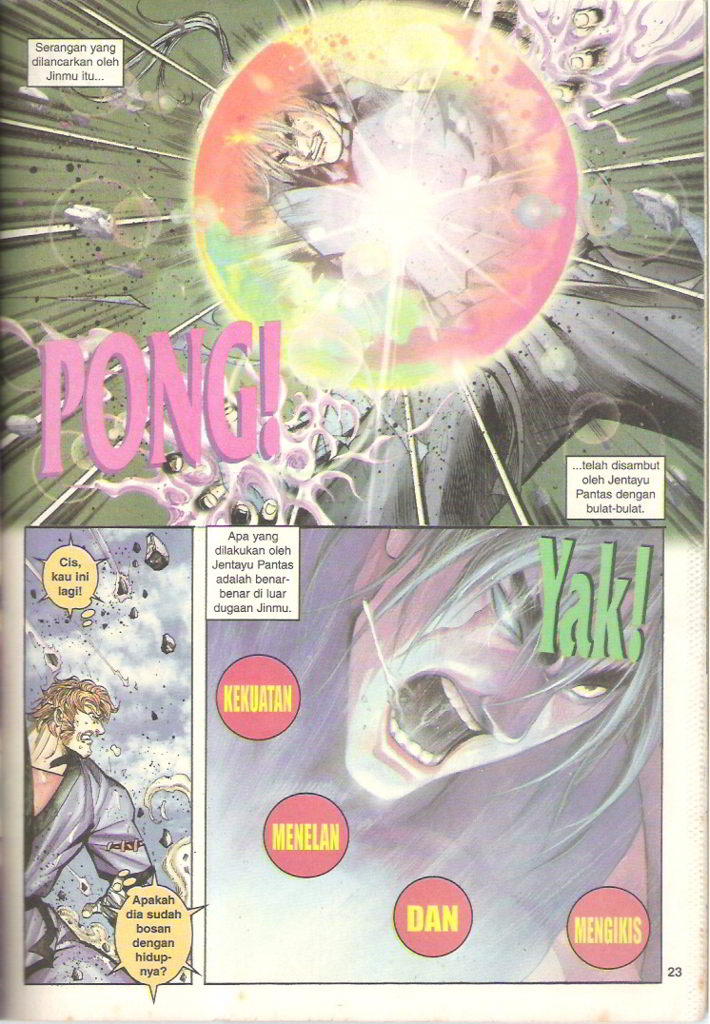 Serangan yang
dilancarkan oleh
Jinmu itu...
PONG!
...telah disambut
oleh Jentayu
Pantas dengan
bulat-bulat.
Cis,
kau ini
lagi!
Apakah
dia sudah
bosan
dengan
hidup-
nya?
Apa yang
dilakukan oleh
Jentayu Pantas
adalah benar-
benar di luar
dugaan Jinmu.
Yak!
KEKUATAN
MENELAN
DAN
MENGIKIS
23